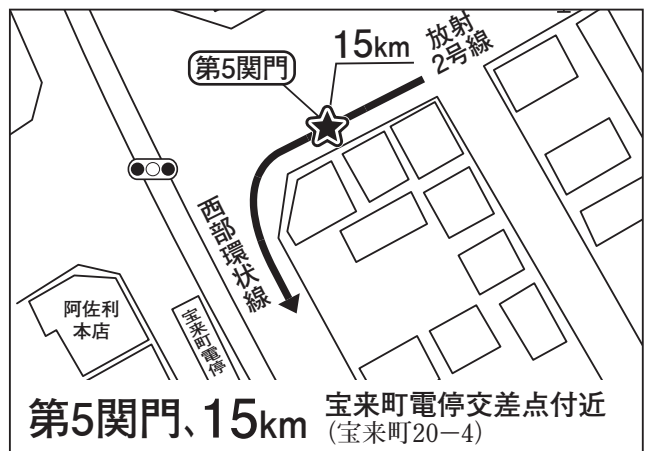 放射
2号線
15km
第5関門
西部環状線
阿佐利
本店
宝来町電停
第5関門、15km 宝来町電停交差点付近
(宝来町20−4)